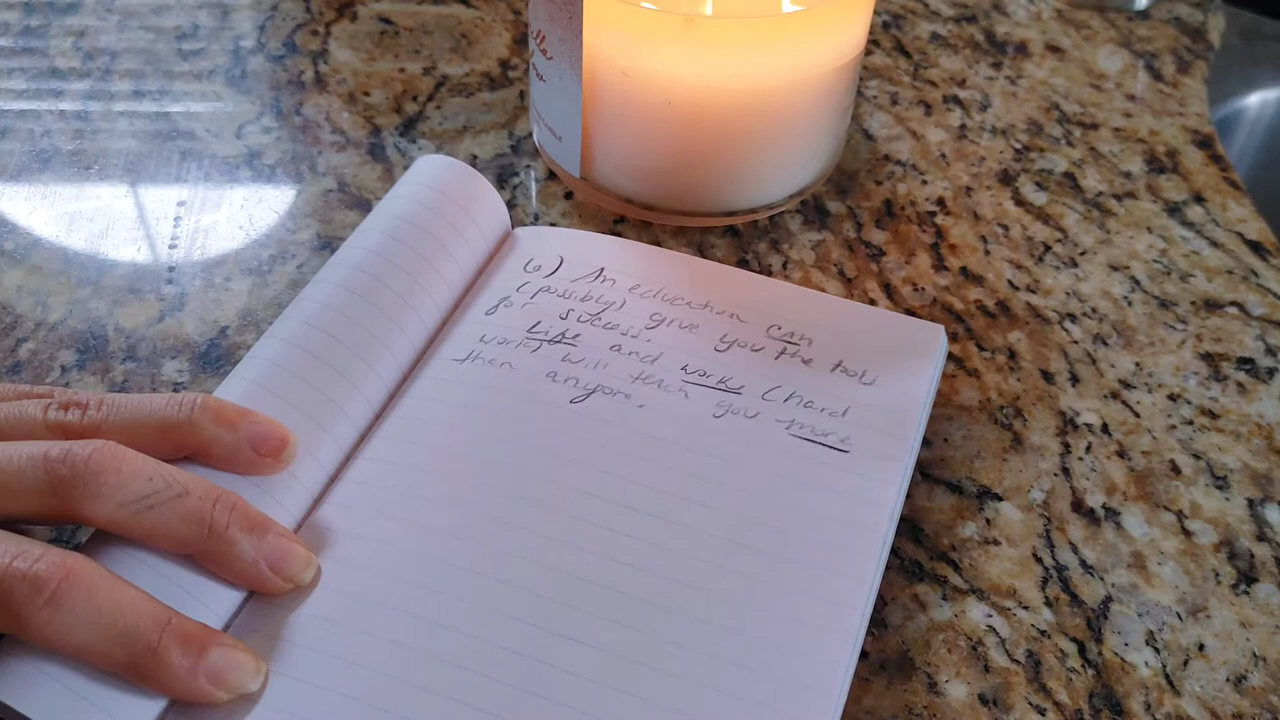 6) An education can
(possibly) give you the tools
for success.
Life and work (hard
work) will teach you more
than anyone.